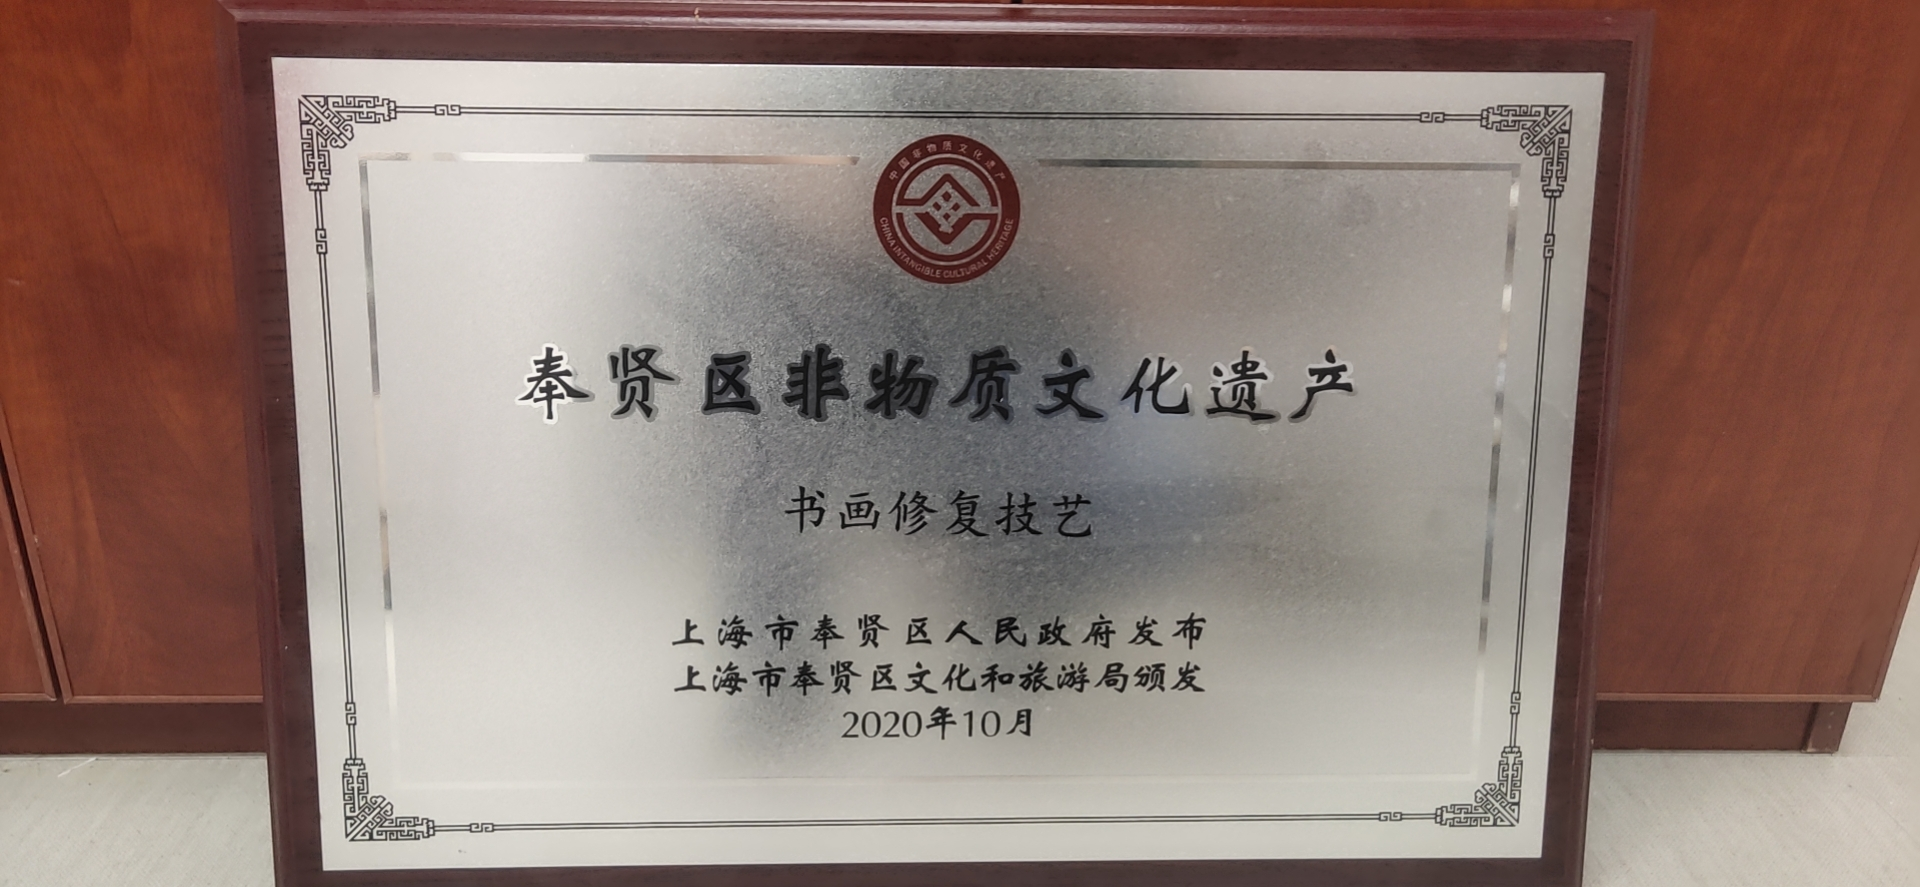 中国非物质文化遗产
CHINA INTANGIBLE CULTURAL HERITAGE
奉贤区非物质文化遗产
书画修复技艺
上海市奉贤区人民政府发布
上海市奉贤区文化和旅游局颁发
2020年10月